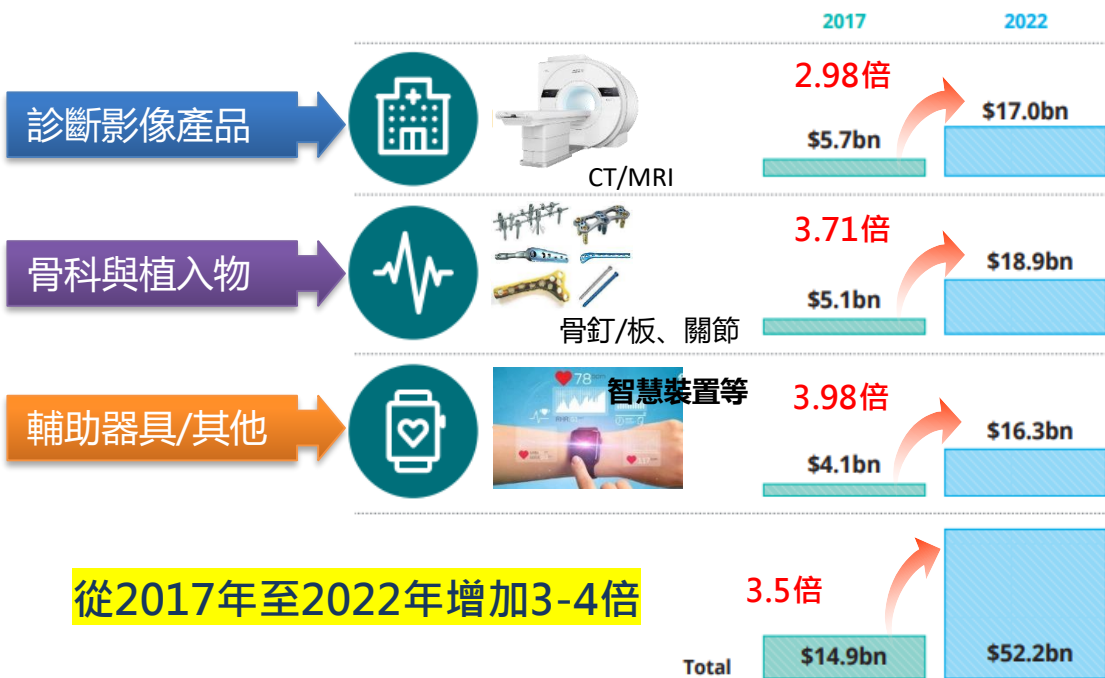 2017
2022
診斷影像產品
CT/MRI
2.98倍
$5.7bn
$17.0bn
骨科與植入物
骨釘/板、關節
3.71倍
$5.1bn
$18.9bn
輔助器具/其他
78
智慧裝置等
3.98倍
$4.1bn
$16.3bn
從2017年至2022年增加3-4倍
3.5倍
Total
$14.9bn
$52.2bn